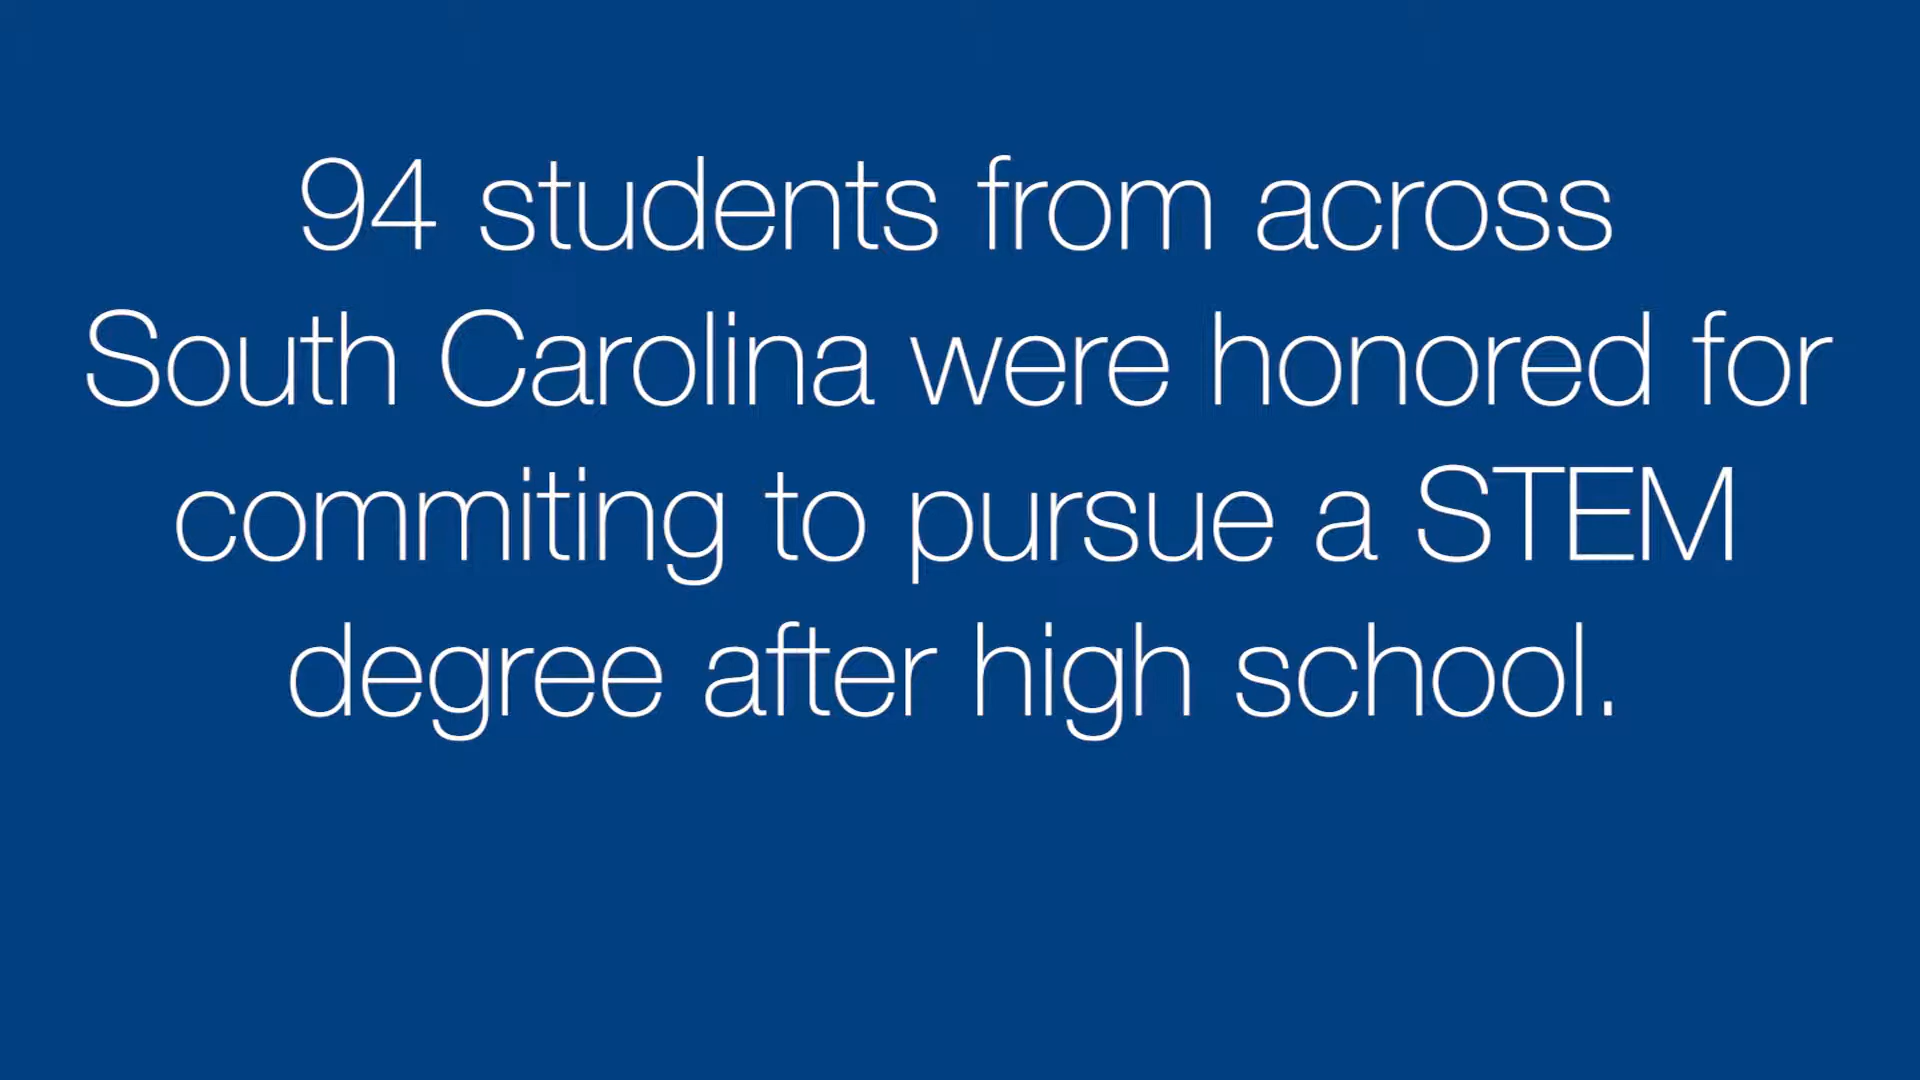 94 students from across
South Carolina were honored for
commiting to pursue a STEM
degree after high school.